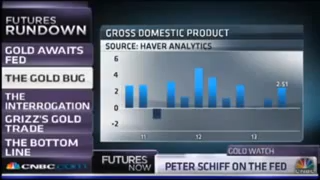 FUTURES
RUNDOWN
GOLD AWAITS
FED
THE GOLD BUG
THE
INTERROGATION
GRIZZ'S GOLD
TRADE
THE BOTTOM
LINE
CNBC.COM
GROSS DOMESTIC PRODUCT
SOURCE: HAVER ANALYTICS
6
4
2
0
-2
2.51
11
12
13
FUTURES
NOW
GOLD WATCH
PETER SCHIFF ON THE FED
CNBC